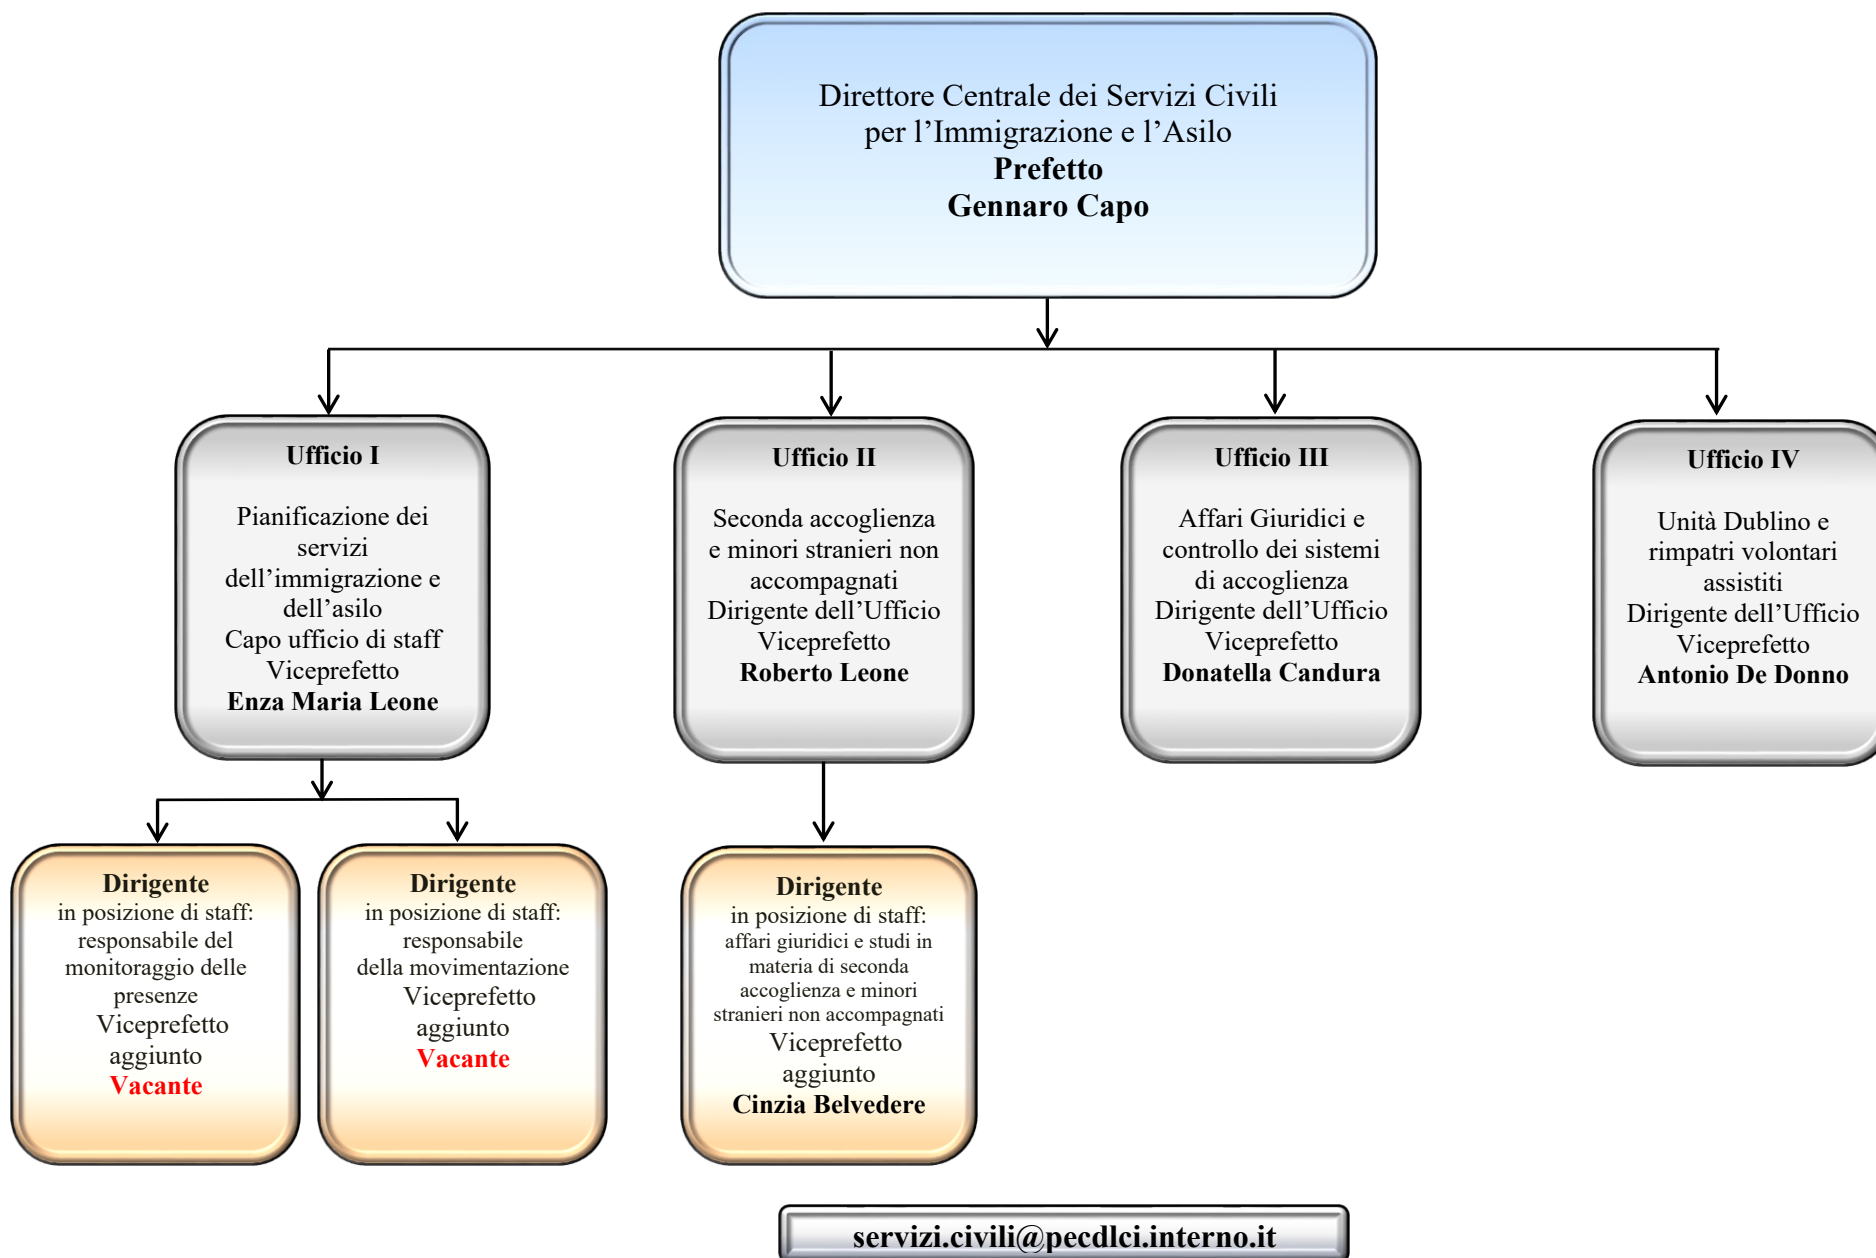 Direttore Centrale dei Servizi Civili
per l’Immigrazione e l’Asilo
Prefetto
Gennaro Capo
Ufficio I
Pianificazione dei
servizi
dell’immigrazione e
dell’asilo
Capo ufficio di staff
Viceprefetto
Enza Maria Leone
Ufficio II
Seconda accoglienza
e minori stranieri non
accompagnati
Dirigente dell’Ufficio
Viceprefetto
Roberto Leone
Ufficio III
Affari Giuridici e
controllo dei sistemi
di accoglienza
Dirigente dell’Ufficio
Viceprefetto
Donatella Candura
Ufficio IV
Unità Dublino e
rimpatri volontari
assistiti
Dirigente dell’Ufficio
Viceprefetto
Antonio De Donno
Dirigente
in posizione di staff:
responsabile del
monitoraggio delle
presenze
Viceprefetto
aggiunto
Vacante
Dirigente
in posizione di staff:
responsabile
della movimentazione
Viceprefetto
aggiunto
Vacante
Dirigente
in posizione di staff:
affari giuridici e studi in
materia di seconda
accoglienza e minori
stranieri non accompagnati
Viceprefetto
aggiunto
Cinzia Belvedere
servizi.civili@pecdlci.interno.it